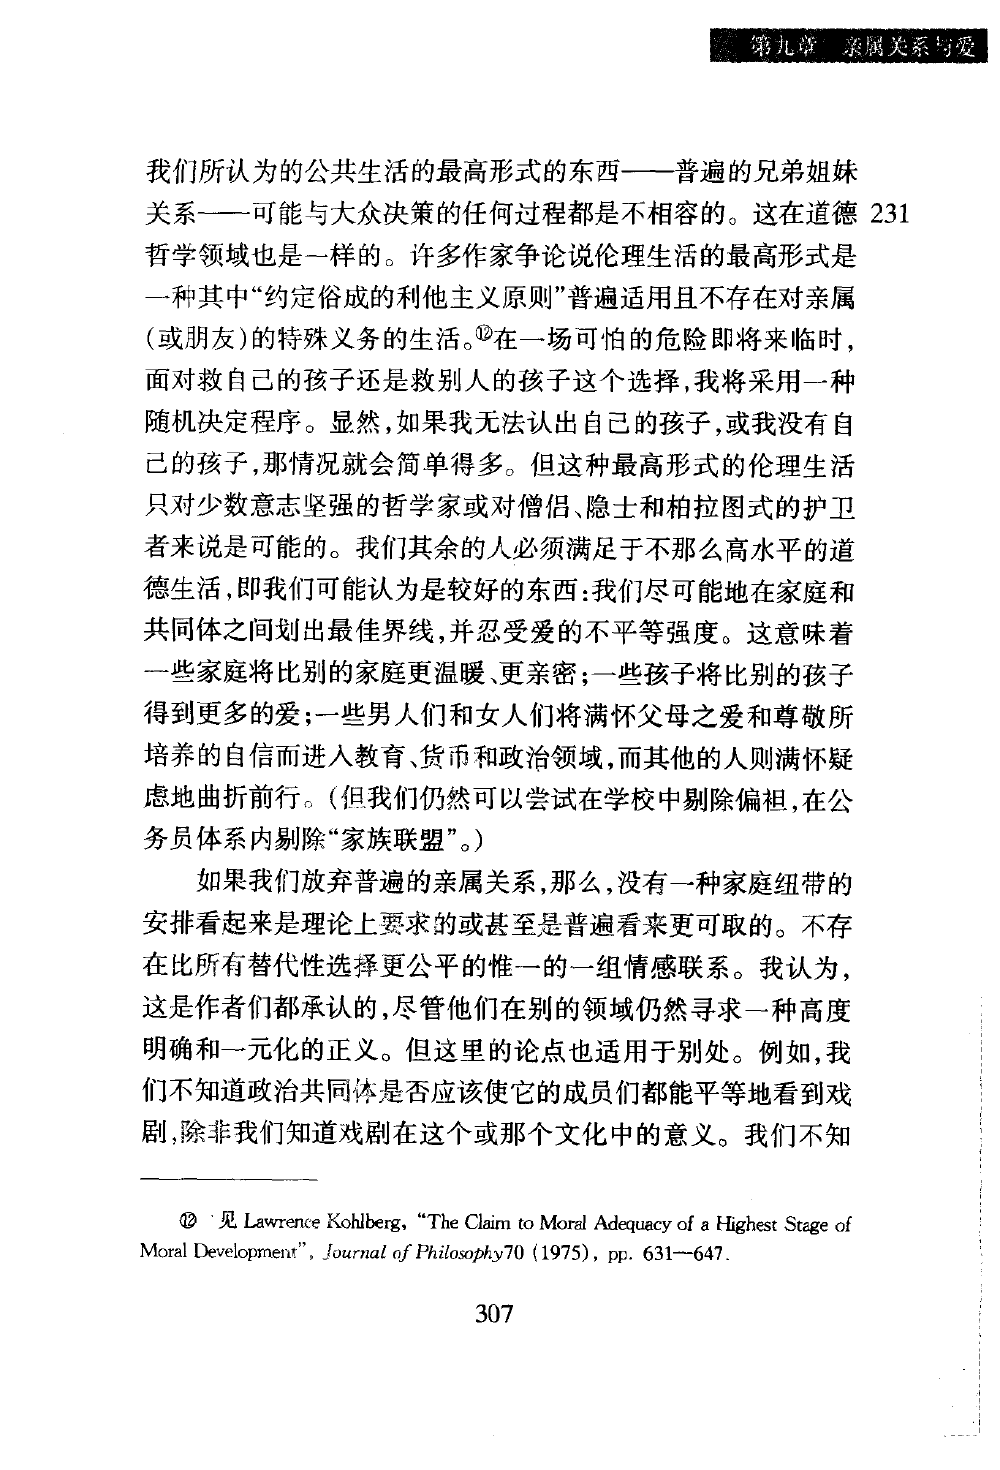 第九章 亲属关系与爱
我们所认为的公共生活的最高形式的东西——普遍的兄弟姐妹
关系——可能与大众决策的任何过程都是不相容的。这在道德 231
哲学领域也是一样的。许多作家争论说伦理生活的最高形式是
一种其中“约定俗成的利他主义原则”普遍适用且不存在对亲属
(或朋友)的特殊义务的生活。⑫在一场可怕的危险即将来临时,
面对救自己的孩子还是救别人的孩子这个选择,我将采用一种
随机决定程序。显然,如果我无法认出自己的孩子,或我没有自
己的孩子,那情况就会简单得多。但这种最高形式的伦理生活
只对少数意志坚强的哲学家或对僧侣、隐士和柏拉图式的护卫
者来说是可能的。我们其余的人必须满足于不那么高水平的道
德生活,即我们可能认为是较好的东西:我们尽可能地在家庭和
共同体之间划出最佳界线,并忍受爱的不平等强度。这意味着
一些家庭将比别的家庭更温暖、更亲密;一些孩子将比别的孩子
得到更多的爱;一些男人们和女人们将满怀父母之爱和尊敬所
培养的自信而进入教育、货币和政治领域,而其他的人则满怀疑
虑地曲折前行。(但我们仍然可以尝试在学校中剔除偏袒,在公
务员体系内剔除“家族联盟”。)
如果我们放弃普遍的亲属关系,那么,没有一种家庭纽带的
安排看起来是理论上要求的或甚至是普遍看来更可取的。不存
在比所有替代性选择更公平的惟一的一组情感联系。我认为,
这是作者们都承认的,尽管他们在别的领域仍然寻求一种高度
明确和一元化的正义。但这里的论点也适用于别处。例如,我
们不知道政治共同体是否应该使它的成员们都能平等地看到戏
剧,除非我们知道戏剧在这个或那个文化中的意义。我们不知
⑫ 见 Lawrence Kohlberg, “The Claim to Moral Adequacy of a Highest Stage of
Moral Development”, Journal of Philosophy70 (1975), pp. 631—647.
307